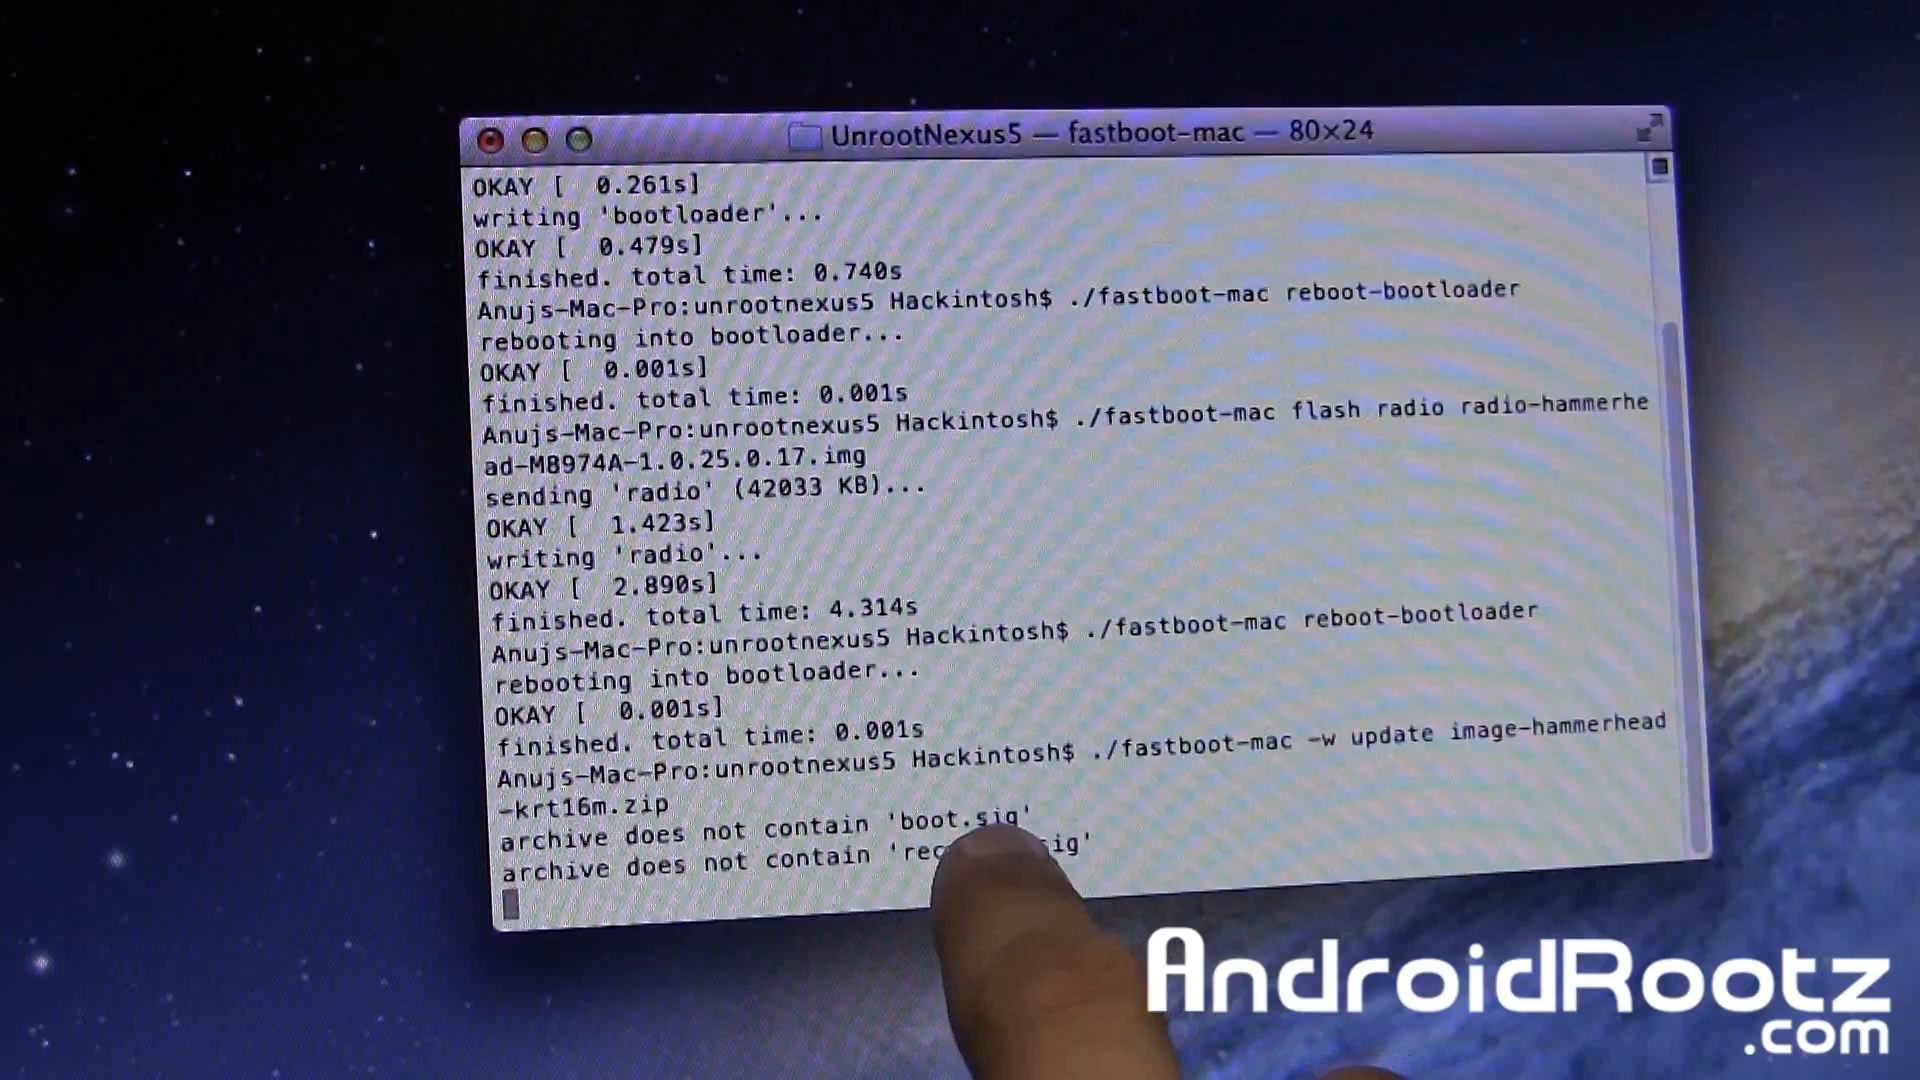 UnrootNexus5 — fastboot-mac — 80×24
OKAY [  0.261s]
writing 'bootloader'...
OKAY [  0.479s]
finished. total time: 0.740s
Anujs-Mac-Pro:unrootnexus5 Hackintosh$ ./fastboot-mac reboot-bootloader
rebooting into bootloader...
OKAY [  0.001s]
finished. total time: 0.001s
Anujs-Mac-Pro:unrootnexus5 Hackintosh$ ./fastboot-mac flash radio radio-hammerhe
ad-M8974A-1.0.25.0.17.img
sending 'radio' (42033 KB)...
OKAY [  1.423s]
writing 'radio'...
OKAY [  2.890s]
finished. total time: 4.314s
Anujs-Mac-Pro:unrootnexus5 Hackintosh$ ./fastboot-mac reboot-bootloader
rebooting into bootloader...
OKAY [  0.001s]
finished. total time: 0.001s
Anujs-Mac-Pro:unrootnexus5 Hackintosh$ ./fastboot-mac -w update image-hammerhead
-krt16m.zip
archive does not contain 'boot.sig'
archive does not contain
AndroidRootz
.com